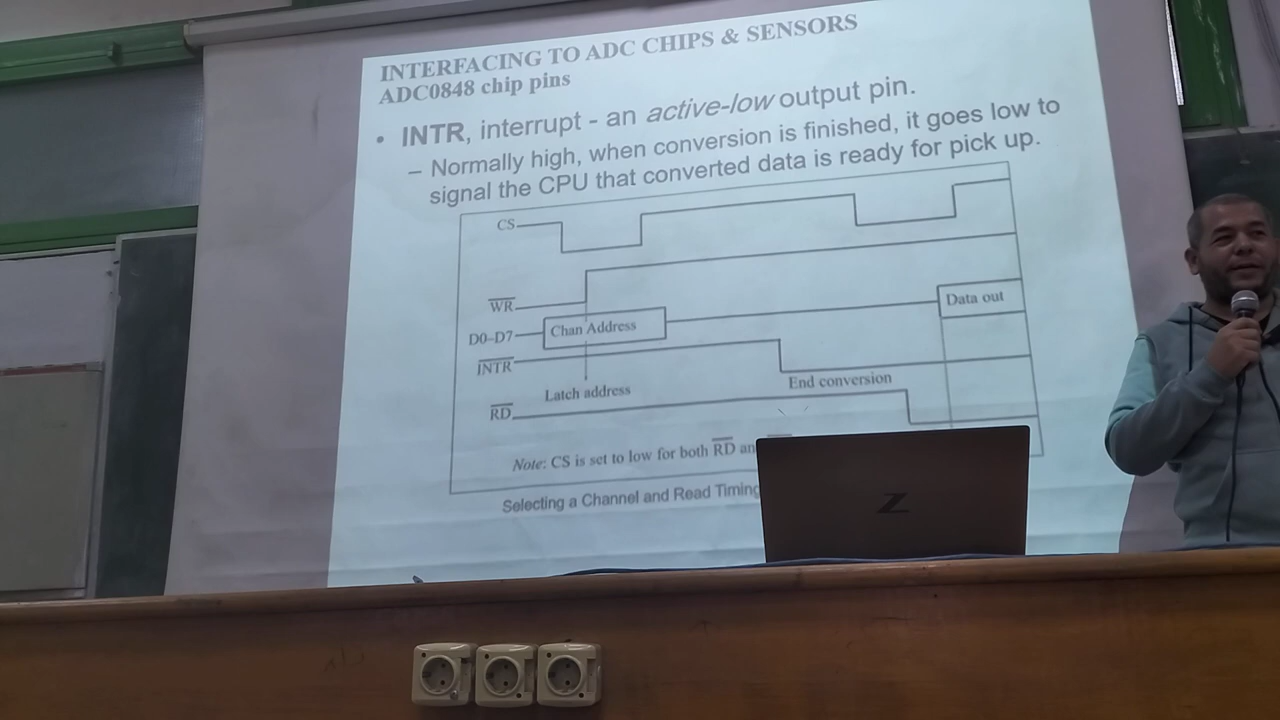 INTERFACING TO ADC CHIPS & SENSORS
ADC0848 chip pins
• INTR, interrupt - an active-low output pin.
– Normally high, when conversion is finished, it goes low to
signal the CPU that converted data is ready for pick up.
CS
WR
Data out
D0–D7
Chan Address
INTR
End conversion
Latch address
RD
Note: CS is set to low for both RD an
Selecting a Channel and Read Timing
Z